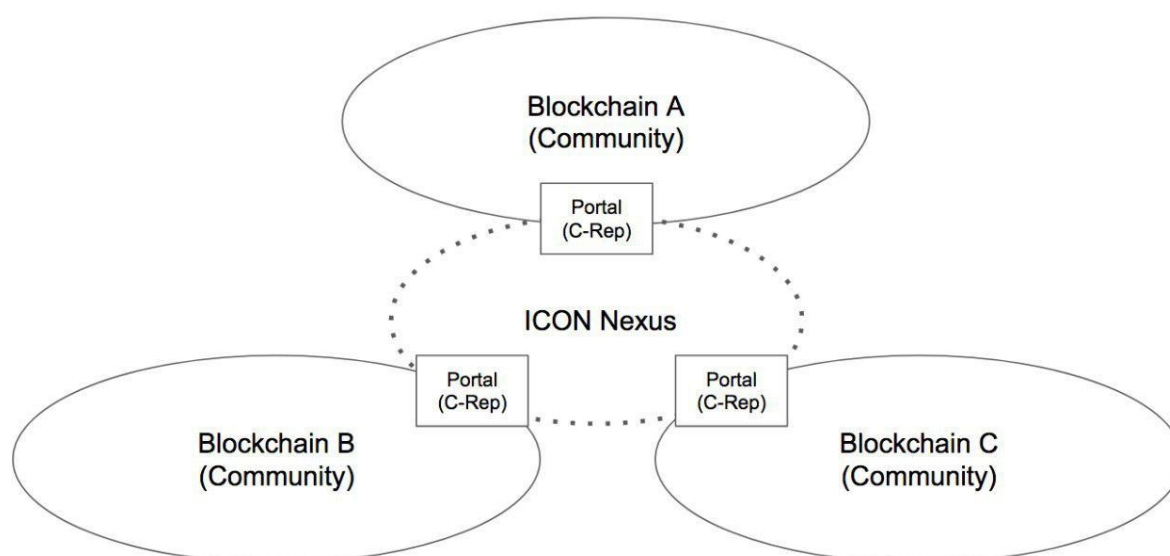 Blockchain A
(Community)
Portal
(C-Rep)
ICON Nexus
Portal
(C-Rep)
Portal
(C-Rep)
Blockchain B
(Community)
Blockchain C
(Community)